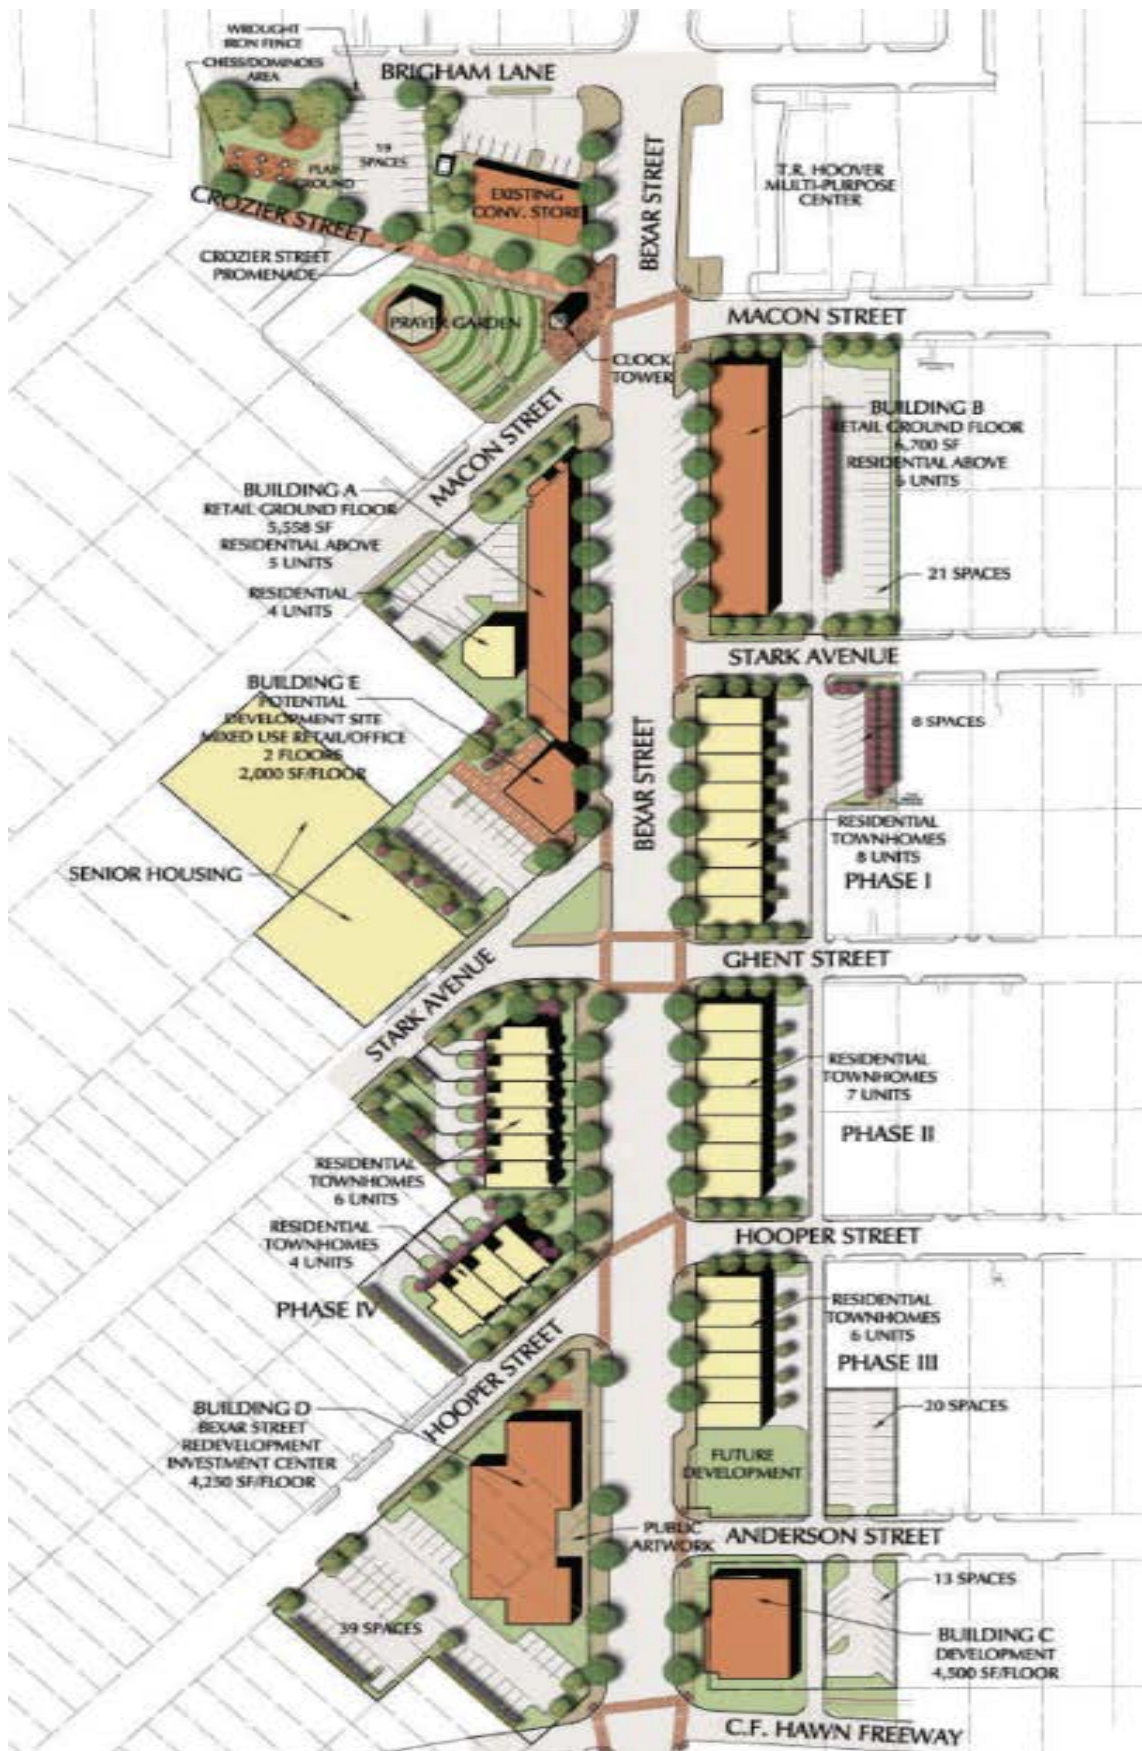 WROUGHT
IRON FENCE
CHESS/DOMINOES
AREA
BRIGHAM LANE
19
SPACES
PLAY
GROUND
EXISTING
CONV. STORE
BEXAR STREET
T.R. HOOVER
MULTI-PURPOSE
CENTER
CROZIER STREET
CROZIER STREET
PROMENADE
PRAYER GARDEN
CLOCK
TOWER
MACON STREET
MACON STREET
BUILDING B
RETAIL GROUND FLOOR
6,700 SF
RESIDENTIAL ABOVE
6 UNITS
21 SPACES
BUILDING A
RETAIL GROUND FLOOR
5,558 SF
RESIDENTIAL ABOVE
5 UNITS
RESIDENTIAL
4 UNITS
STARK AVENUE
BUILDING E
POTENTIAL
DEVELOPMENT SITE
MIXED USE RETAIL/OFFICE
2 FLOORS
2,000 SF/FLOOR
BEXAR STREET
8 SPACES
RESIDENTIAL
TOWNHOMES
8 UNITS
PHASE I
SENIOR HOUSING
GHENT STREET
STARK AVENUE
RESIDENTIAL
TOWNHOMES
7 UNITS
PHASE II
RESIDENTIAL
TOWNHOMES
6 UNITS
RESIDENTIAL
TOWNHOMES
4 UNITS
PHASE IV
HOOPER STREET
HOOPER STREET
RESIDENTIAL
TOWNHOMES
6 UNITS
PHASE III
20 SPACES
BUILDING D
BEXAR STREET
REDEVELOPMENT
INVESTMENT CENTER
4,250 SF/FLOOR
FUTURE
DEVELOPMENT
PUBLIC
ARTWORK
ANDERSON STREET
13 SPACES
39 SPACES
BUILDING C
DEVELOPMENT
4,500 SF/FLOOR
C.F. HAWN FREEWAY